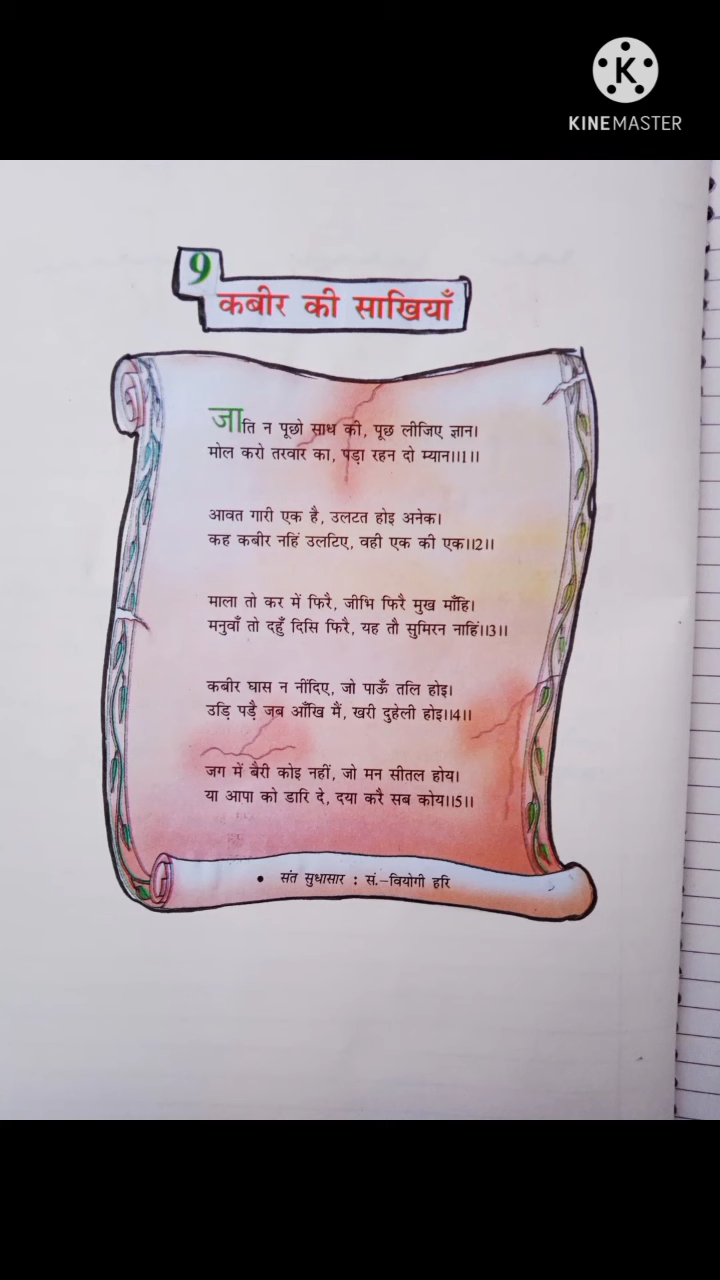 KINEMASTER
9
कबीर की साखियाँ
जाति न पूछो साध की, पूछ लीजिए ज्ञान।
मोल करो तरवार का, पड़ा रहन दो म्यान।।1।।
आवत गारी एक है, उलटत होइ अनेक।
कह कबीर नहिं उलटिए, वही एक की एक।।2।।
माला तो कर में फिरै, जीभि फिरै मुख माँहि।
मनुवाँ तो दहुँ दिसि फिरै, यह तौ सुमिरन नाहिं।।3।।
कबीर घास न नींदिए, जो पाऊँ तलि होइ।
उड़ि पड़ै जब आँखि मैं, खरी दुहेली होइ।।4।।
जग में बैरी कोइ नहीं, जो मन सीतल होय।
या आपा को डारि दे, दया करै सब कोय।।5।।
• संत सुधासार : सं.–वियोगी हरि